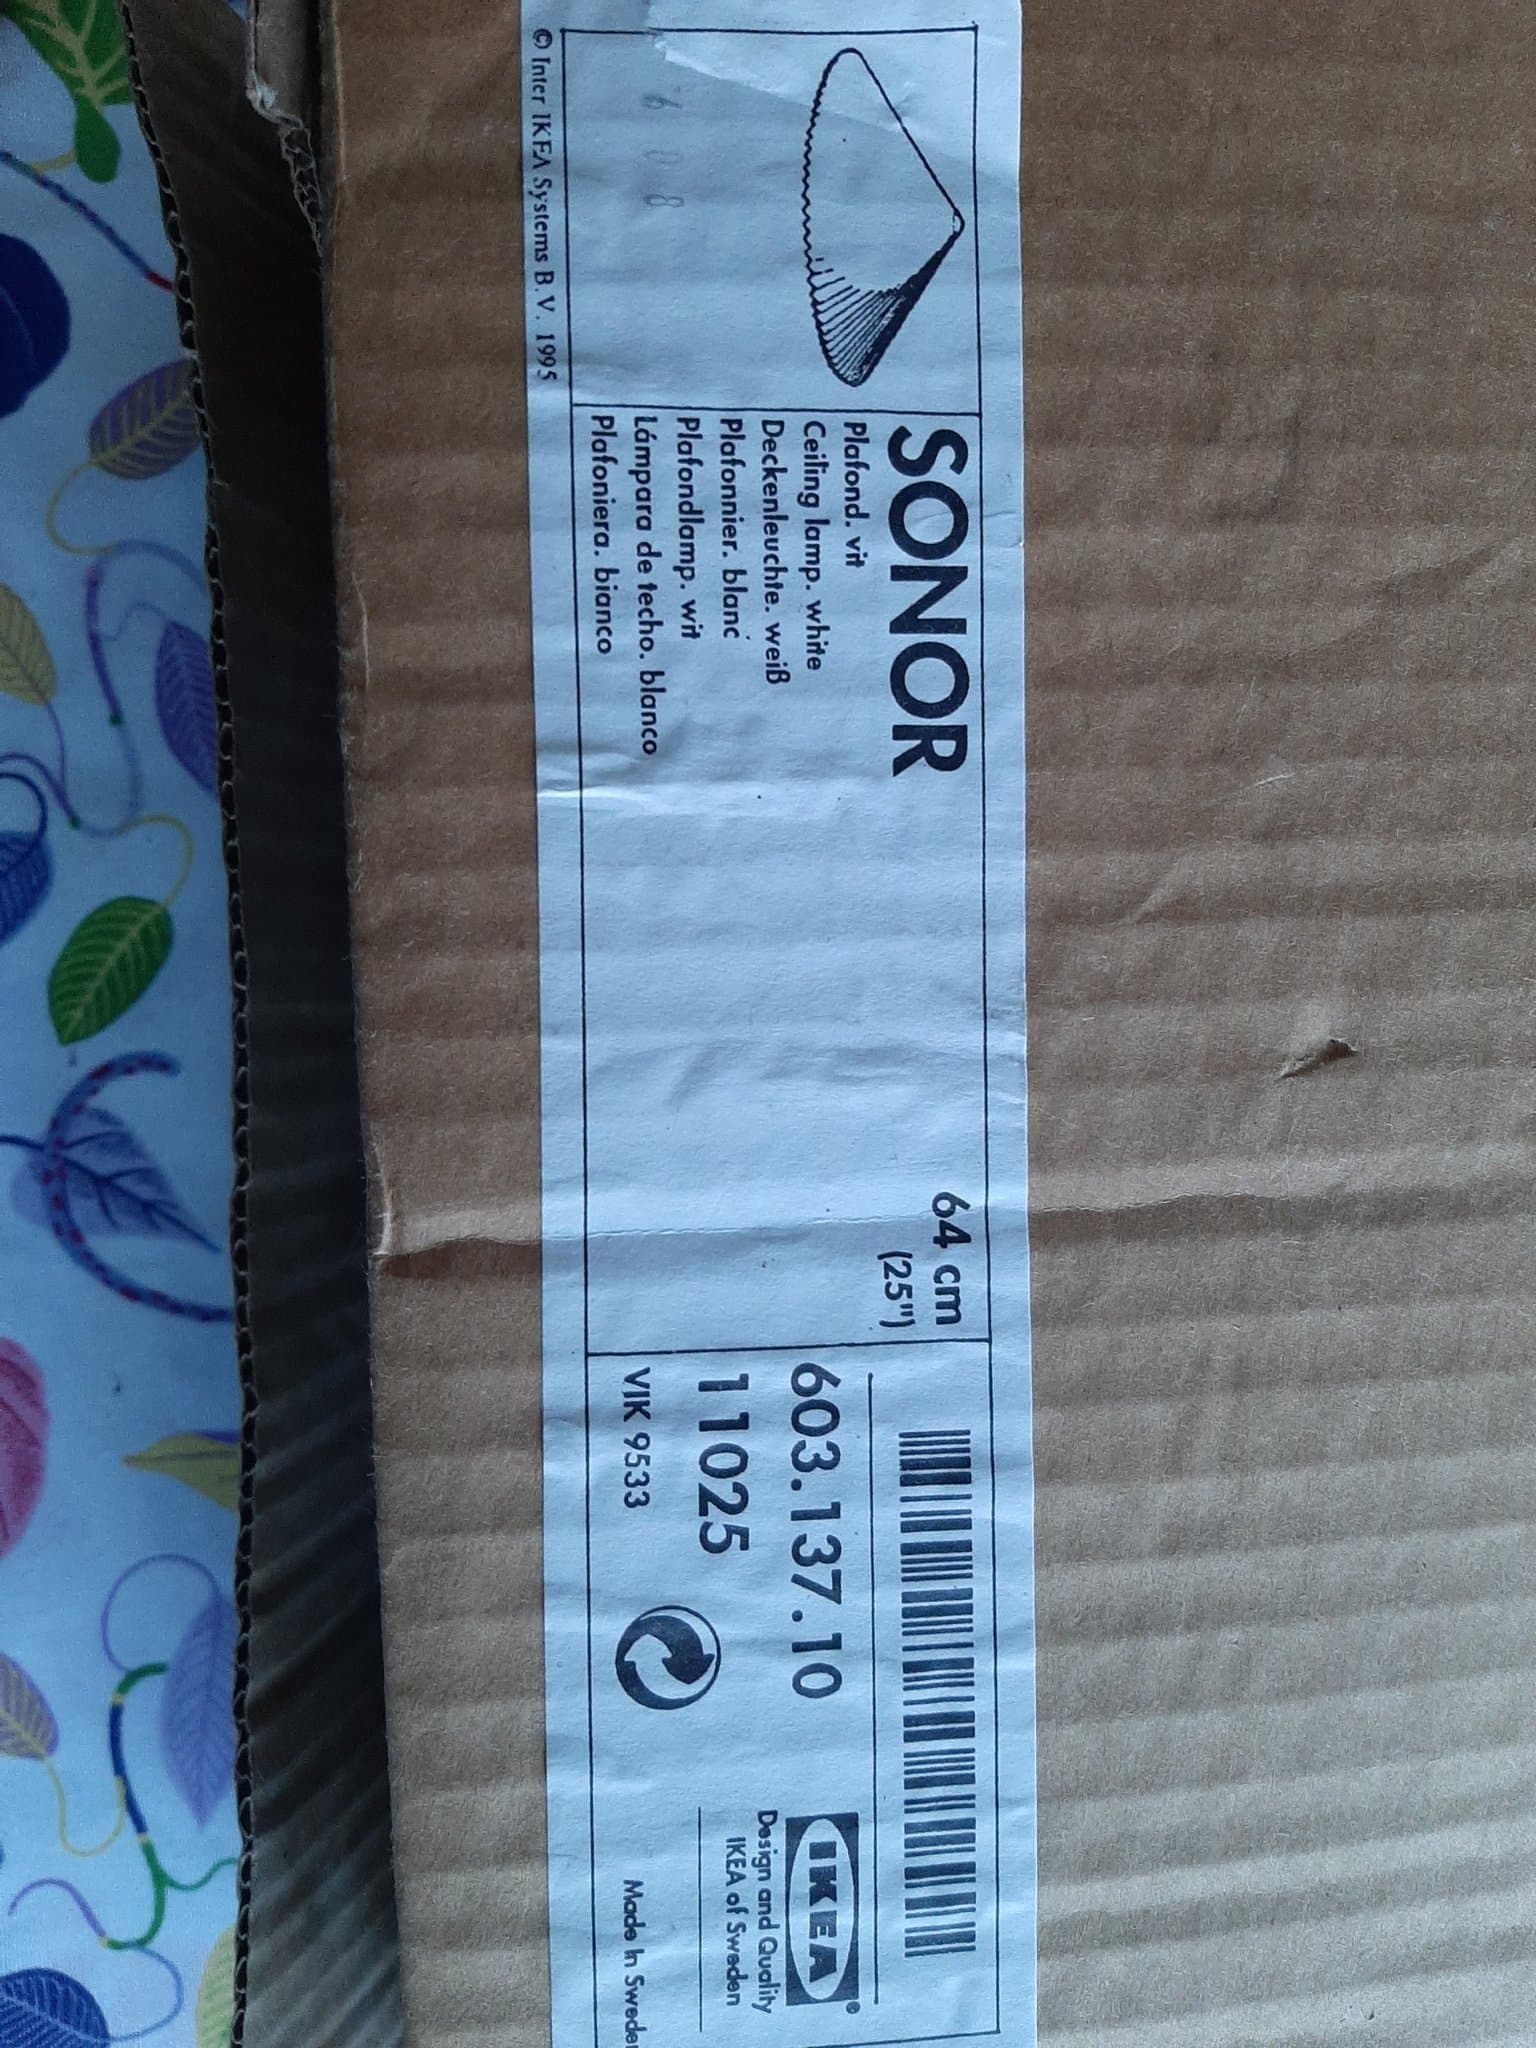 © Inter IKEA Systems B.V. 1995
SONOR
Plafond. vit
Ceiling lamp. white
Deckenleuchte. weiß
Plafonnier. blanc
Plafondlamp. wit
Lámpara de techo. blanco
Plafoniera. bianco
64 cm
(25")
603.137.10
11025
VIK 9533
IKEA®
Design and Quality
IKEA of Sweden
Made In Sweden